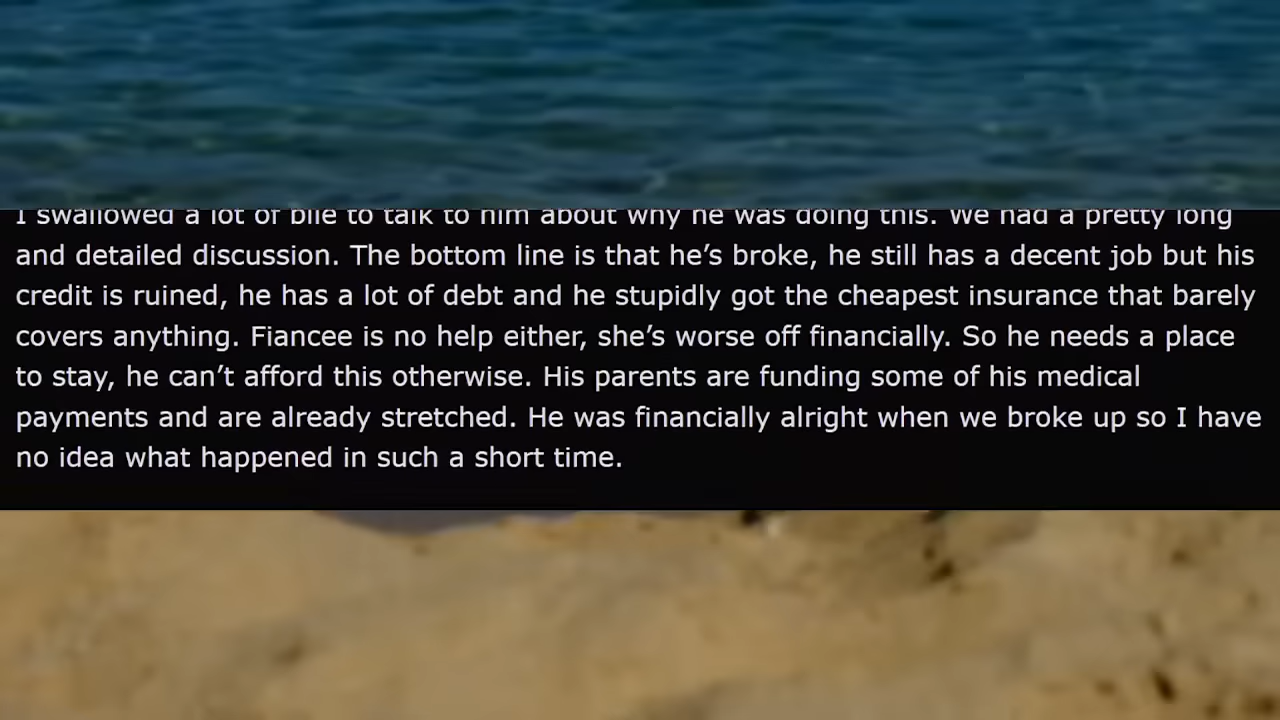 I swallowed a lot of bile to talk to him about why he was doing this. We had a pretty long
and detailed discussion. The bottom line is that he’s broke, he still has a decent job but his
credit is ruined, he has a lot of debt and he stupidly got the cheapest insurance that barely
covers anything. Fiancee is no help either, she’s worse off financially. So he needs a place
to stay, he can’t afford this otherwise. His parents are funding some of his medical
payments and are already stretched. He was financially alright when we broke up so I have
no idea what happened in such a short time.